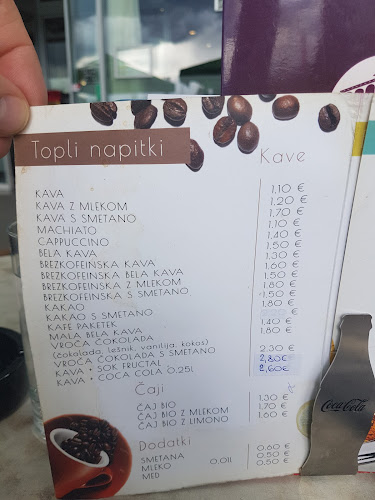 Topli napitki Kave
KAVA 1.10 €
KAVA Z MLEKOM 1.20 €
KAVA S SMETANO 1.70 €
MACHIATO 1.10 €
CAPPUCCINO 1.40 €
BELA KAVA 1.50 €
BREZKOFEINSKA KAVA 1.30 €
BREZKOFEINSKA BELA KAVA 1.60 €
BREZKOFEINSKA Z MLEKOM 1.50 €
BREZKOFEINSKA S SMETANO 1.80 €
KAKAO 1.50 €
KAKAO S SMETANO 1.80 €
KAFE PAKETEK
MALA BELA KAVA 1.40 €
VROČA ČOKOLADA 1.80 €
(čokolada, lešnik, vanilija, kokos)
VROČA ČOKOLADA S SMETANO 2.30 €
KAVA + SOK FRUCTAL 2,80€
KAVA + COCA COLA 0.25l 2,60€
Čaji
ČAJ BIO 1.30 €
ČAJ BIO Z MLEKOM 1.70 €
ČAJ BIO Z LIMONO 1.60 €
Dodatki
SMETANA 0.60 €
MLEKO 0.01l 0.50 €
MED 0.50 €
Coca-Cola